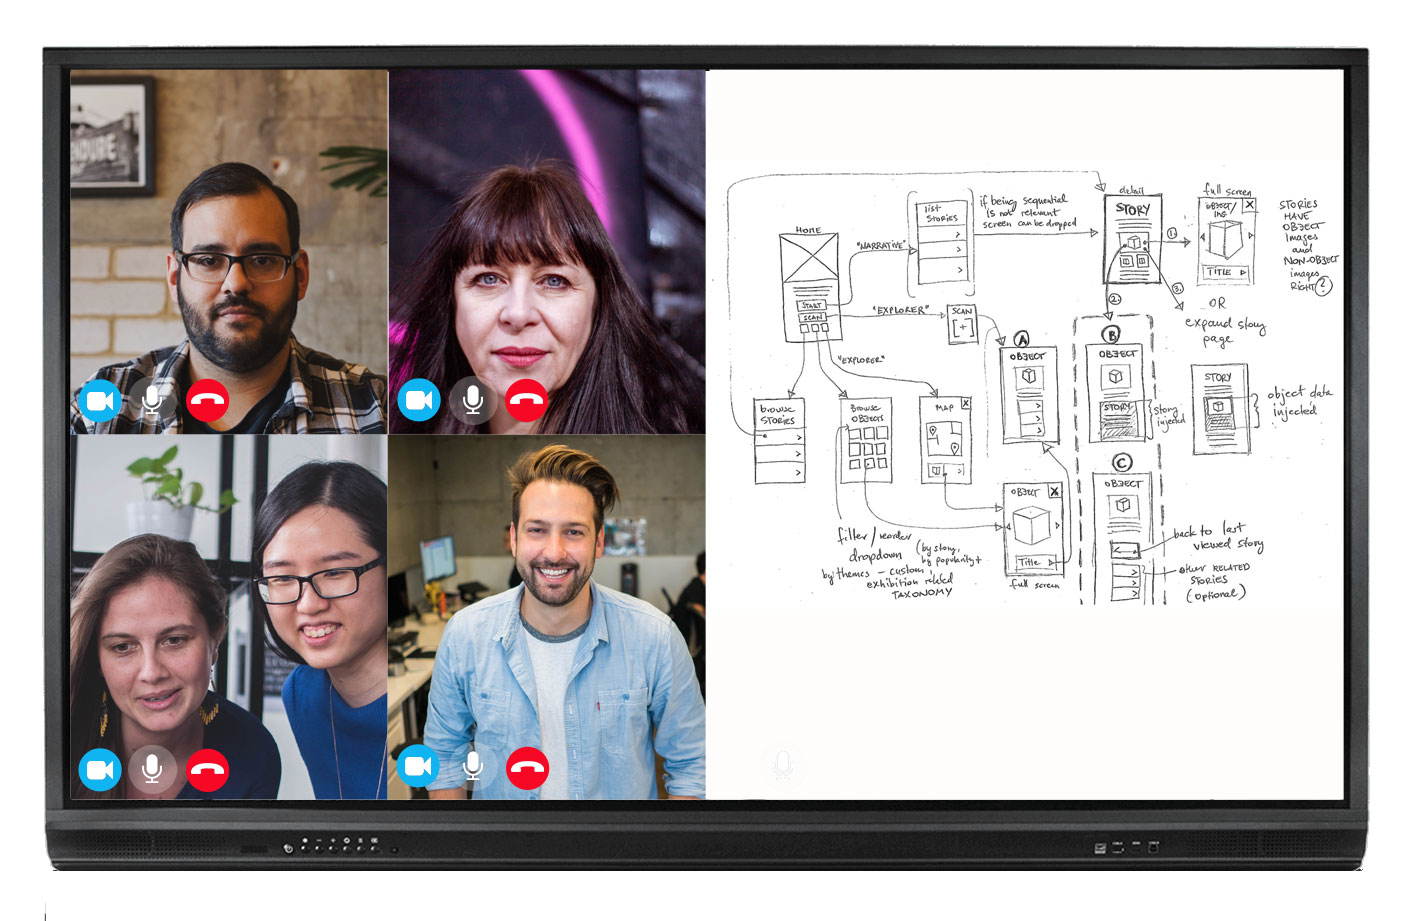 ENDURE
HOME
START
SCAN
"NARRATIVE"
list
STORIES
if being sequential
is not relevant
screen can be dropped
"EXPLORER"
SCAN
"EXPLORER"
browse
STORIES
BROWSE
OBJECTS
MAP
X
filter/reorder
dropdown
(by story,
by popularity +
by themes – custom,
exhibition related
TAXONOMY
detail
STORY
1.
2.
3.
full screen
OBJECT/
IMG
X
TITLE
OR
expand story
page
STORIES
HAVE
OBJECT
images
and
NON-OBJECT
images
RIGHT?
A
OBJECT
B
OBJECT
STORY
story
injected
STORY
object data
injected
C
OBJECT
back to last
viewed story
other RELATED
STORIES
(optional)
OBJECT
X
Title
full screen